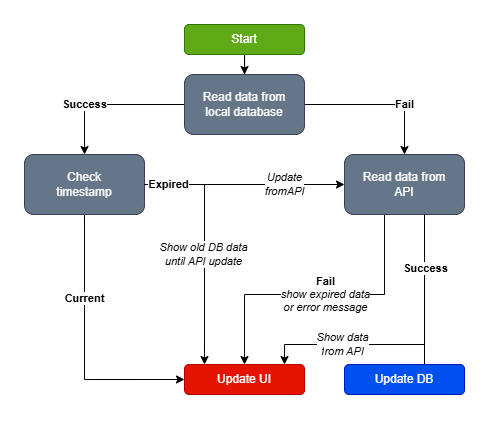 Start
Read data from
local database
Success
Fail
Check
timestamp
Expired
Update
fromAPI
Read data from
API
Show old DB data
until API update
Success
Current
Fail
show expired data
or error message
Show data
from API
Update UI
Update DB